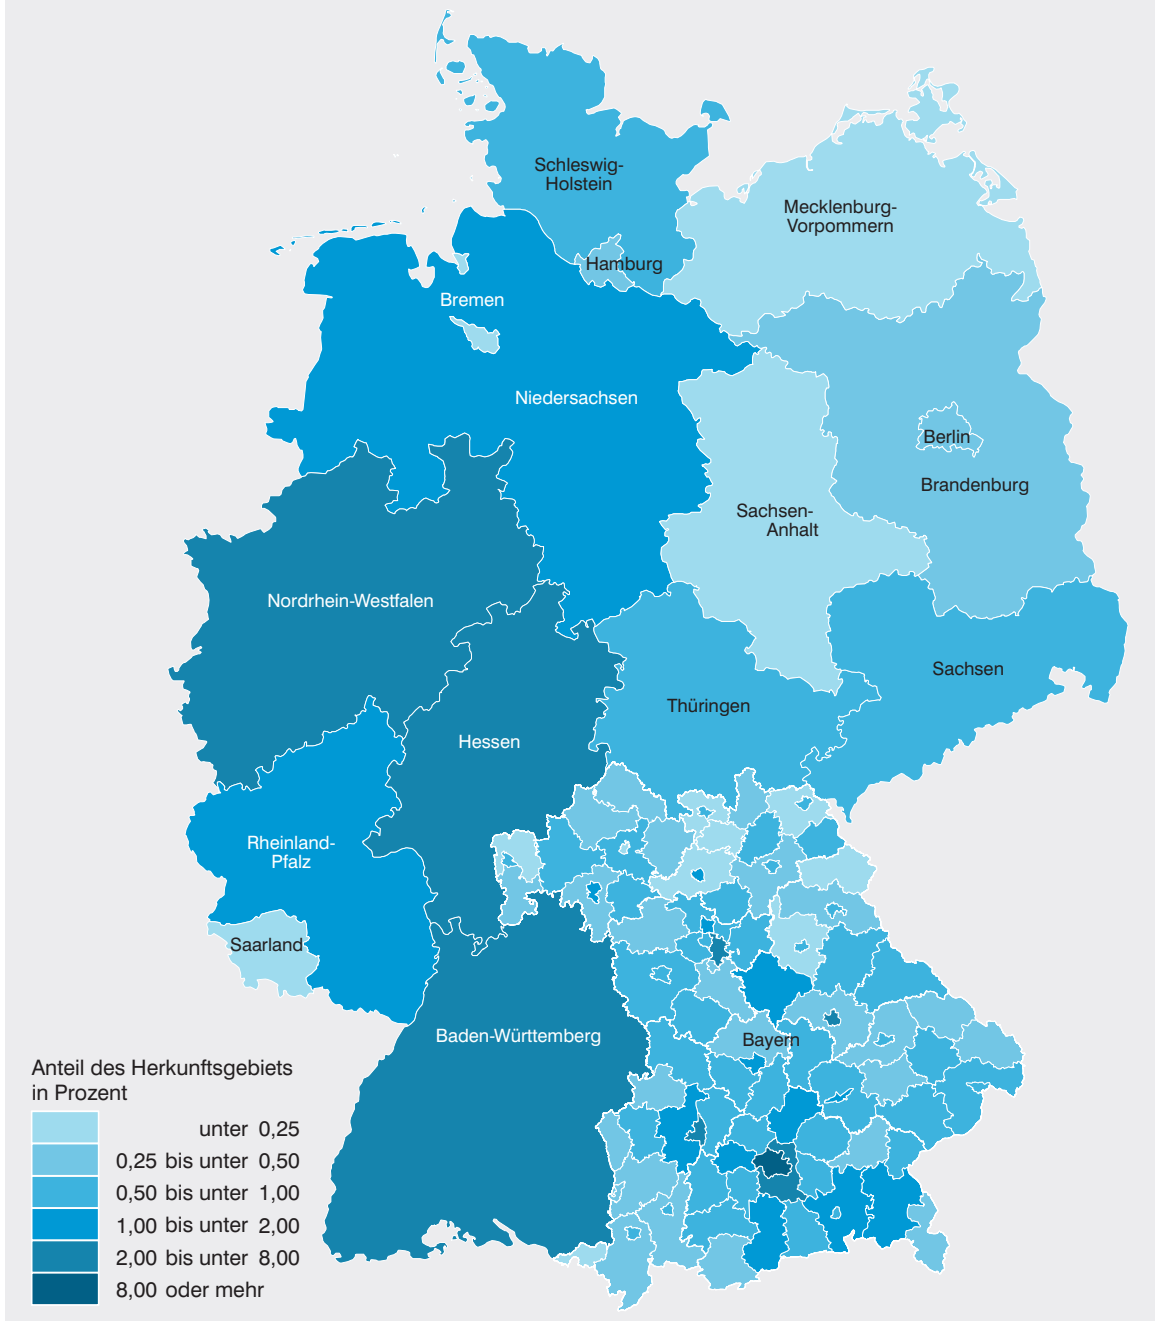 Schleswig-
Holstein
Mecklenburg-
Vorpommern
Hamburg
Bremen
Niedersachsen
Berlin
Brandenburg
Sachsen-
Anhalt
Nordrhein-Westfalen
Sachsen
Thüringen
Hessen
Rheinland-
Pfalz
Saarland
Baden-Württemberg
Bayern
Anteil des Herkunftsgebiets
in Prozent
unter 0,25
0,25 bis unter 0,50
0,50 bis unter 1,00
1,00 bis unter 2,00
2,00 bis unter 8,00
8,00 oder mehr